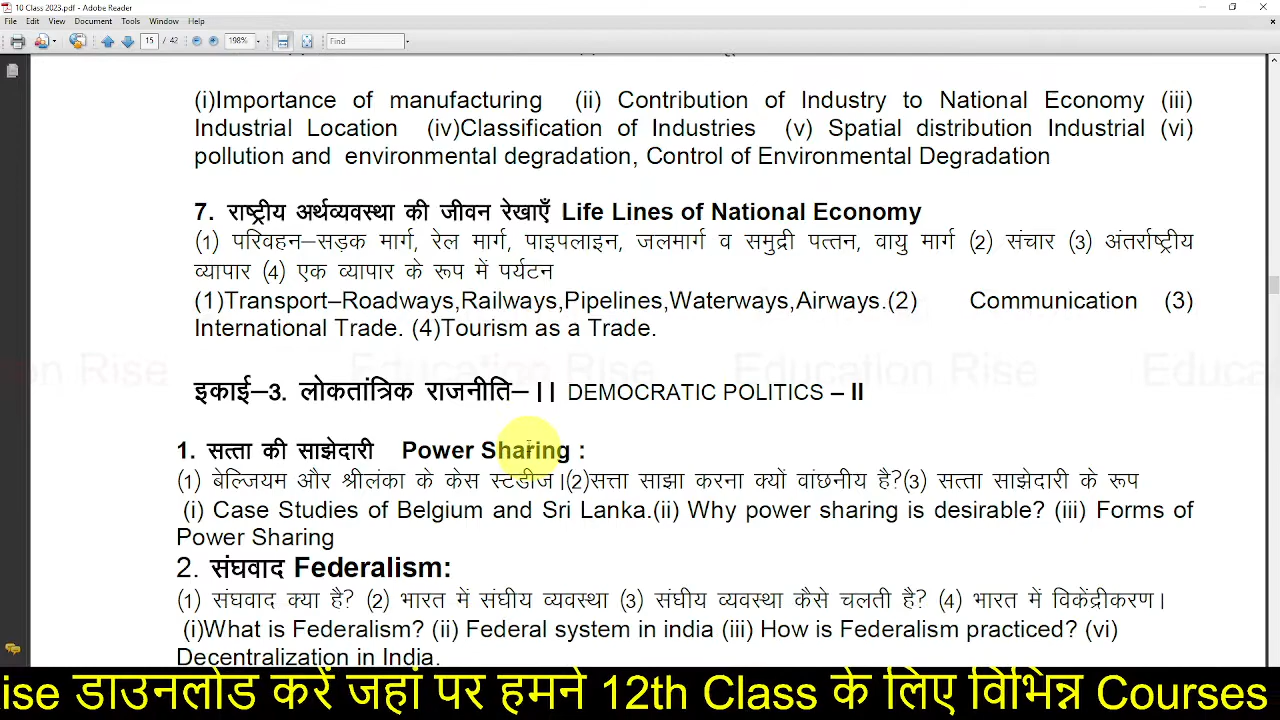 10 Class 2023.pdf - Adobe Reader
File Edit View Document Tools Window Help
15 / 42 198% Find
(i)Importance of manufacturing (ii) Contribution of Industry to National Economy (iii)
Industrial Location (iv)Classification of Industries (v) Spatial distribution Industrial (vi)
pollution and environmental degradation, Control of Environmental Degradation
7. राष्ट्रीय अर्थव्यवस्था की जीवन रेखाएँ Life Lines of National Economy
(1) परिवहन–सड़क मार्ग, रेल मार्ग, पाइपलाइन, जलमार्ग व समुद्री पत्तन, वायु मार्ग (2) संचार (3) अंतर्राष्ट्रीय
व्यापार (4) एक व्यापार के रूप में पर्यटन
(1)Transport–Roadways,Railways,Pipelines,Waterways,Airways.(2) Communication (3)
International Trade. (4)Tourism as a Trade.
on Rise Education Rise Education Rise Educatio
इकाई–3. लोकतांत्रिक राजनीति– || DEMOCRATIC POLITICS – II
1. सत्ता की साझेदारी Power Sharing :
(1) बेल्जियम और श्रीलंका के केस स्टडीज।(2)सत्ता साझा करना क्यों वांछनीय है?(3) सत्ता साझेदारी के रूप
(i) Case Studies of Belgium and Sri Lanka.(ii) Why power sharing is desirable? (iii) Forms of
Power Sharing
2. संघवाद Federalism:
(1) संघवाद क्या है? (2) भारत में संघीय व्यवस्था (3) संघीय व्यवस्था कैसे चलती है? (4) भारत में विकेंद्रीकरण।
(i)What is Federalism? (ii) Federal system in india (iii) How is Federalism practiced? (vi)
Decentralization in India.
ise डाउनलोड करें जहां पर हमने 12th Class के लिए विभिन्न Courses